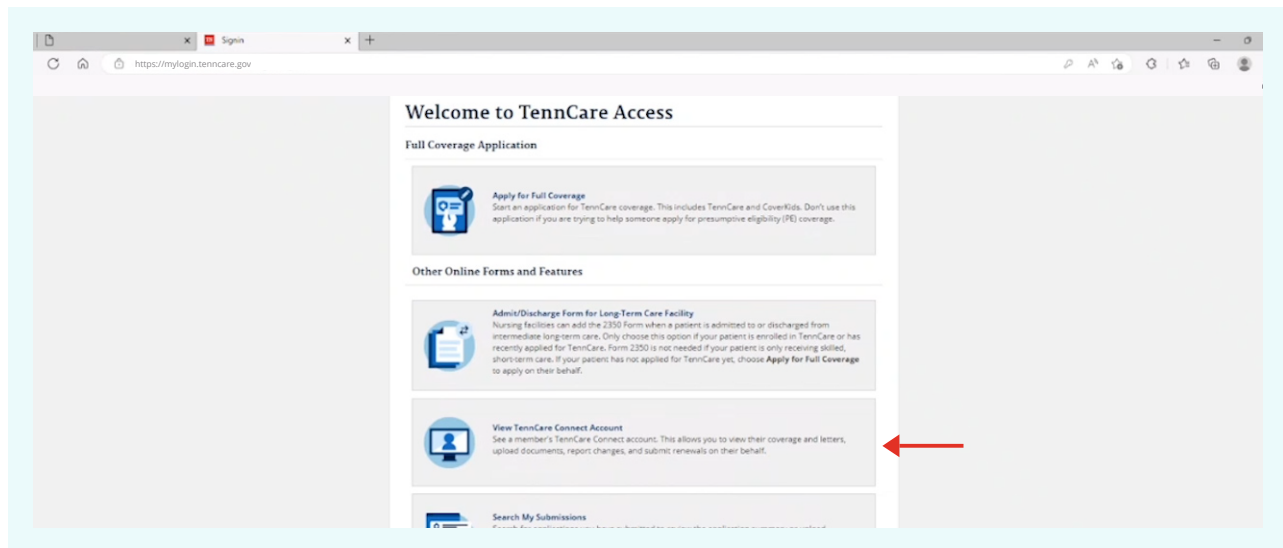 Signin
https://mylogin.tenncare.gov
Welcome to TennCare Access
Full Coverage Application
Apply for Full Coverage
Start an application for TennCare coverage. This includes TennCare and CoverKids. Don't use this
application if you are trying to help someone apply for presumptive eligibility (PE) coverage.
Other Online Forms and Features
Admit/Discharge Form for Long-Term Care Facility
Nursing facilities can add the 2350 Form when a patient is admitted to or discharged from
intermediate long-term care. Only choose this option if your patient is enrolled in TennCare or has
recently applied for TennCare. Form 2350 is not needed if your patient is only receiving skilled,
short-term care. If your patient has not applied for TennCare yet, choose Apply for Full Coverage
to apply on their behalf.
View TennCare Connect Account
See a member's TennCare Connect account. This allows you to view their coverage and letters,
upload documents, report changes, and submit renewals on their behalf.
Search My Submissions